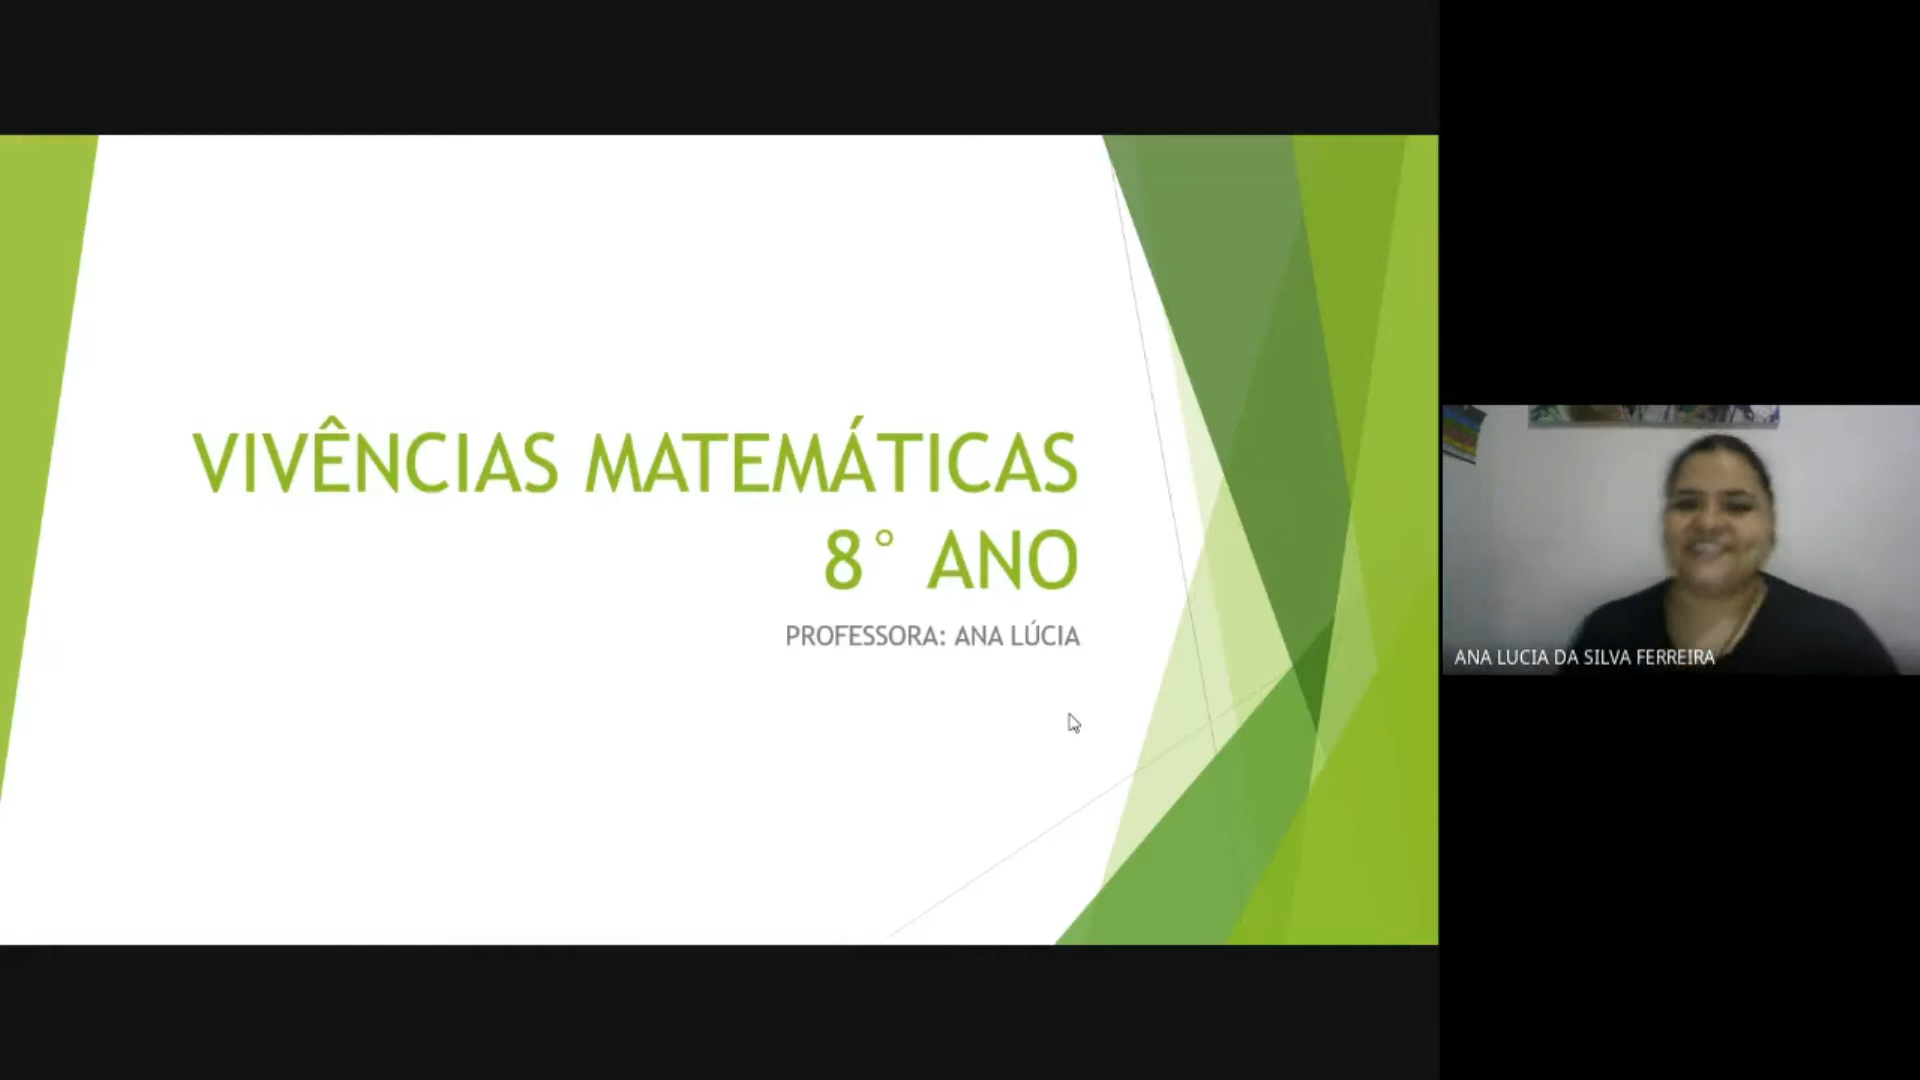 VIVÊNCIAS MATEMÁTICAS
8° ANO
PROFESSORA: ANA LÚCIA
ANA LUCIA DA SILVA FERREIRA